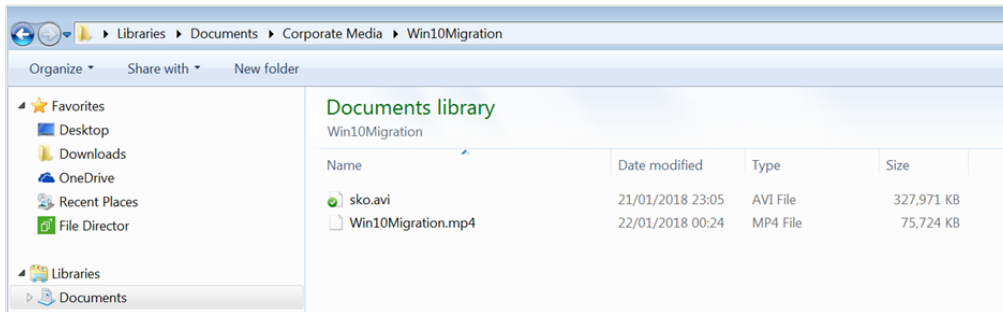 Libraries Documents Corporate Media Win10Migration
Organize Share with New folder
Favorites
Desktop
Downloads
OneDrive
Recent Places
File Director
Libraries
Documents
Documents library
Win10Migration
Name Date modified Type Size
sko.avi 21/01/2018 23:05 AVI File 327,971 KB
Win10Migration.mp4 22/01/2018 00:24 MP4 File 75,724 KB